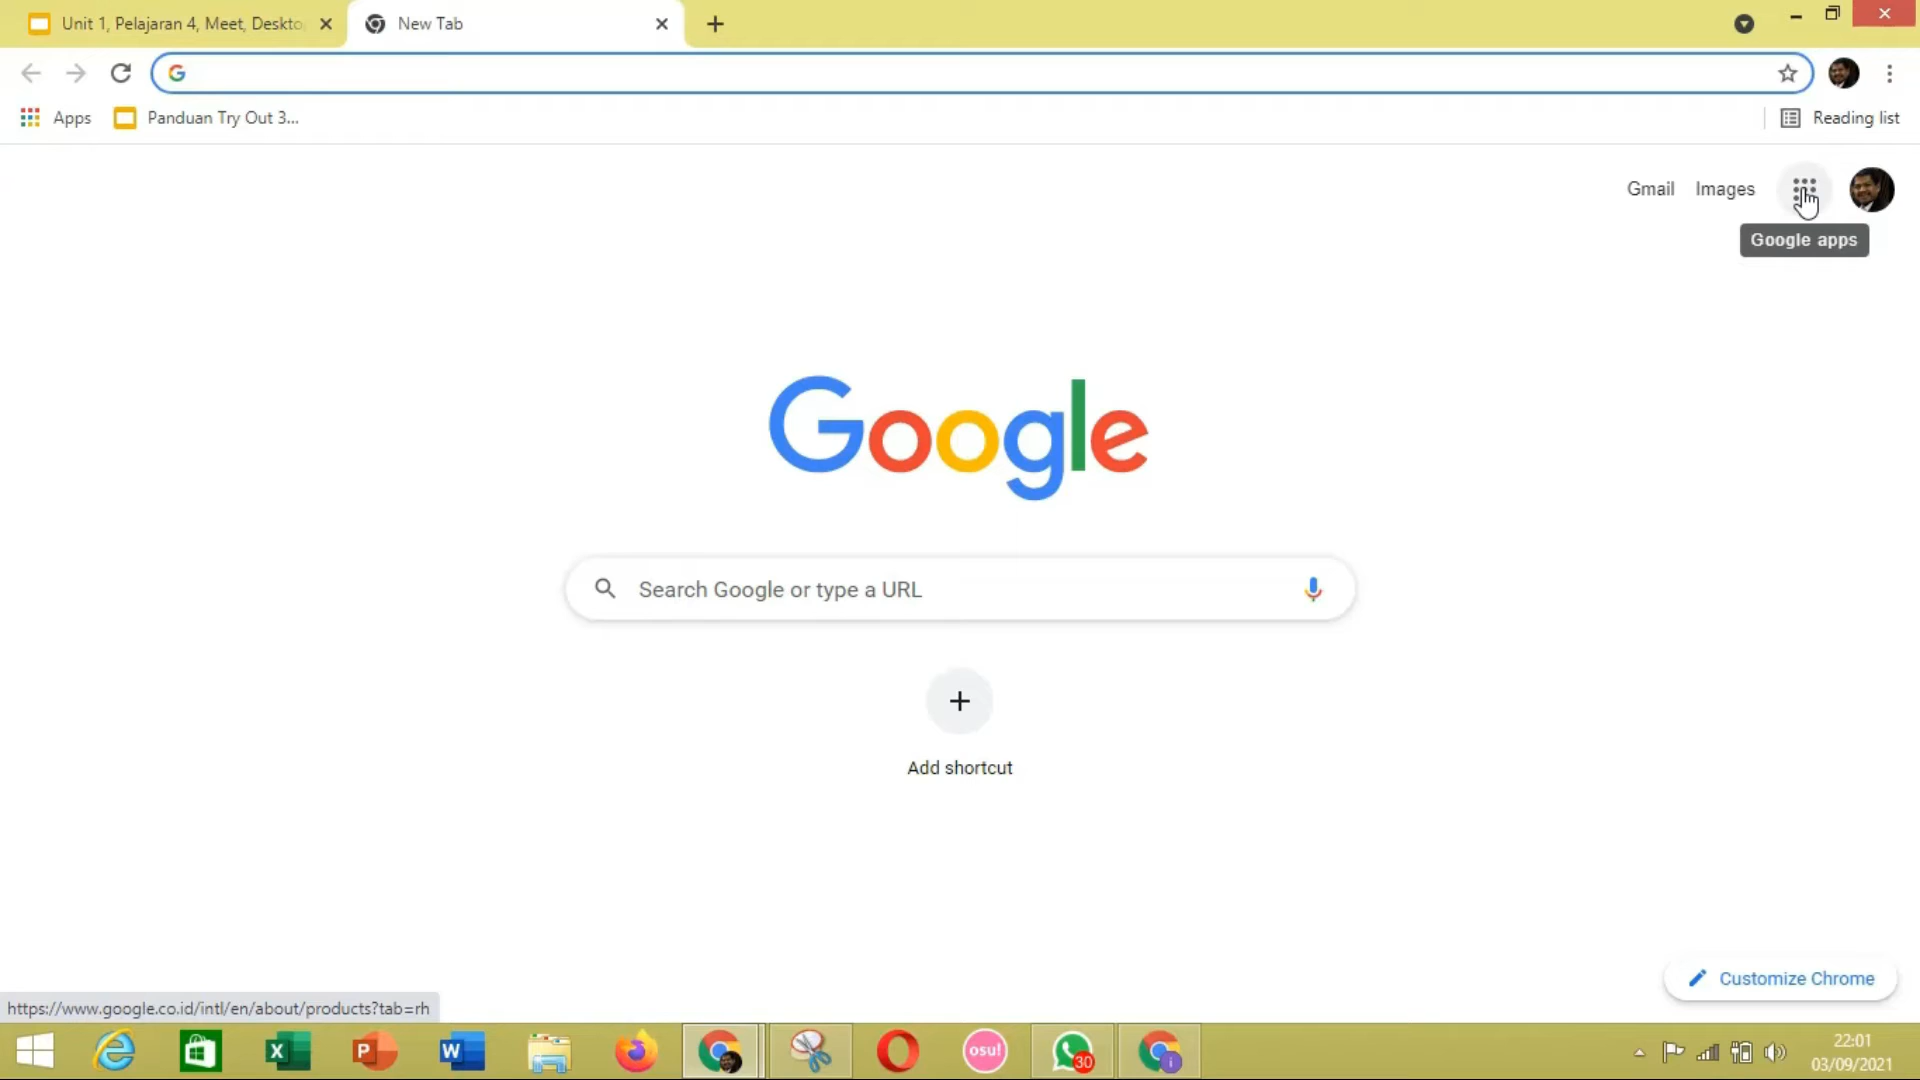 Unit 1, Pelajaran 4, Meet, Deskto
New Tab
Apps
Panduan Try Out 3...
Reading list
Gmail
Images
Google apps
Google
Search Google or type a URL
Add shortcut
Customize Chrome
https://www.google.co.id/intl/en/about/products?tab=rh
osu!
30
22:01
03/09/2021